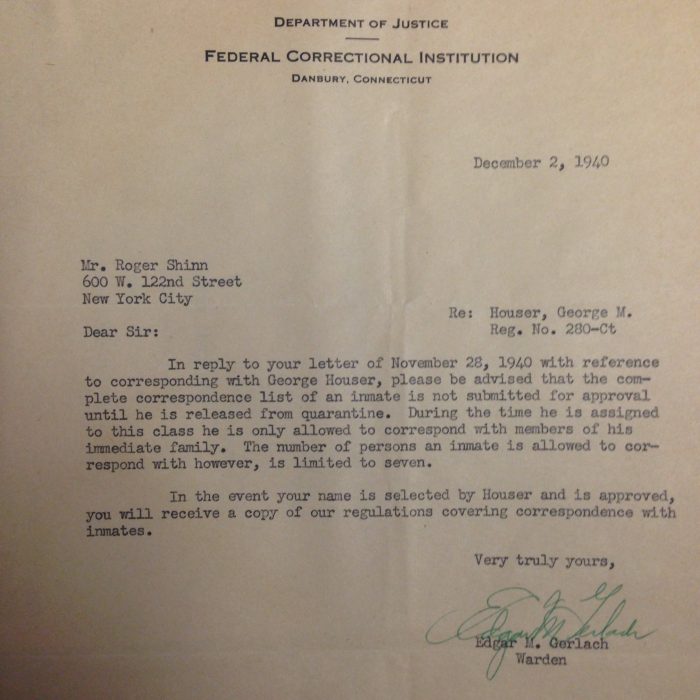 DEPARTMENT OF JUSTICE
FEDERAL CORRECTIONAL INSTITUTION
DANBURY, CONNECTICUT
December 2, 1940
Mr. Roger Shinn
600 W. 122nd Street
New York City
Re: Houser, George M.
Reg. No. 280-Ct
Dear Sir:
In reply to your letter of November 28, 1940 with reference
to corresponding with George Houser, please be advised that the com-
plete correspondence list of an inmate is not submitted for approval
until he is released from quarantine. During the time he is assigned
to this class he is only allowed to correspond with members of his
immediate family. The number of persons an inmate is allowed to cor-
respond with however, is limited to seven.
In the event your name is selected by Houser and is approved,
you will receive a copy of our regulations covering correspondence with
inmates.
Very truly yours,
Edgar M Gerlach
Edgar M. Gerlach
Warden